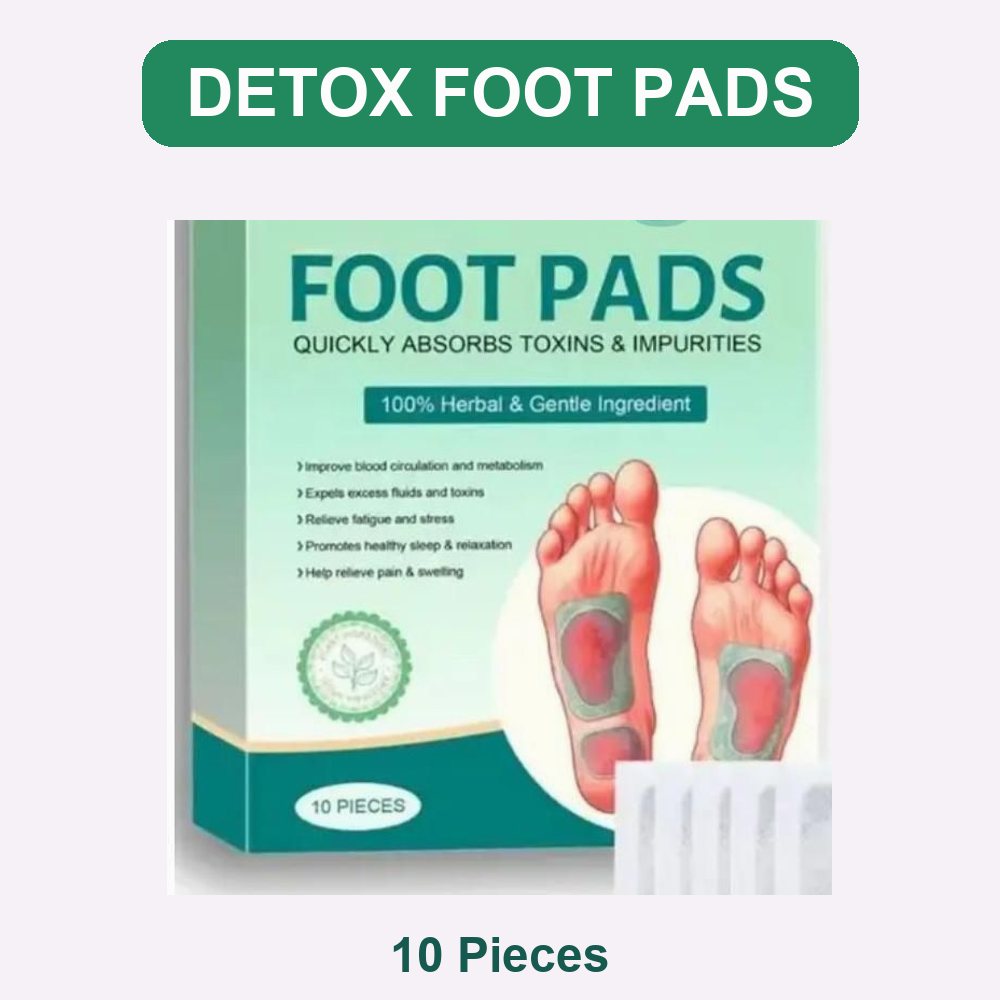 DETOX FOOT PADS
FOOT PADS
QUICKLY ABSORBS TOXINS & IMPURITIES
100% Herbal & Gentle Ingredient
Improve blood circulation and metabolism
Expels excess fluids and toxins
Relieve fatigue and stress
Promotes healthy sleep & relaxation
Help relieve pain & swelling
10 PIECES
10 Pieces